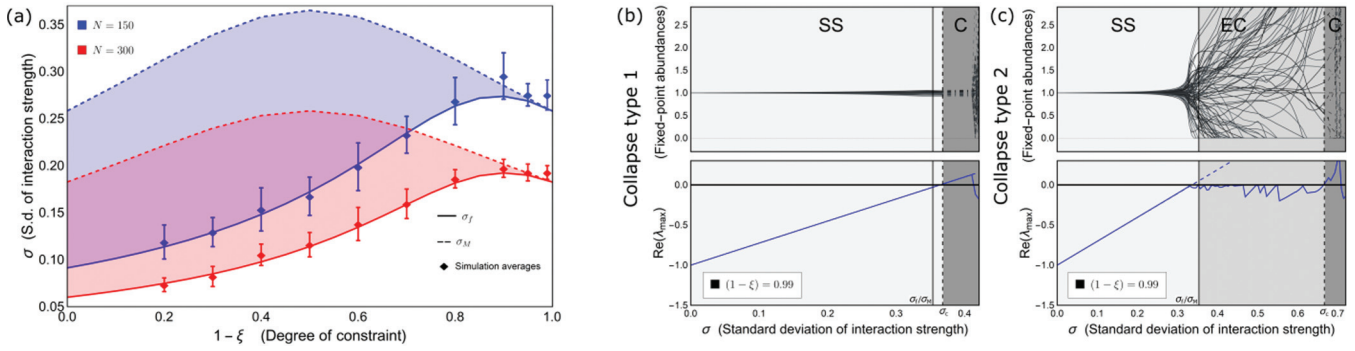 (a)
σ (S.d. of interaction strength)
0.35
0.30
0.25
0.20
0.15
0.10
0.05
N = 150
N = 300
σf
σM
Simulation averages
0.0 0.2 0.4 0.6 0.8 1.0
1 − ξ (Degree of constraint)
(b)
Collapse type 1
(Fixed-point abundances)
2.5
2.0
1.5
1.0
0.5
0.0
SS
C
Re(λmax)
0.0
−0.5
−1.0
−1.5
(1 − ξ) = 0.99
σf/σM
σc
0.0 0.1 0.2 0.3 0.4
σ (Standard deviation of interaction strength)
(c)
Collapse type 2
(Fixed-point abundances)
2.5
2.0
1.5
1.0
0.5
0.0
SS
EC
C
Re(λmax)
0.0
−0.5
−1.0
−1.5
(1 − ξ) = 0.99
σf/σM
σc
0.0 0.1 0.2 0.3 0.4 0.5 0.6 0.7
σ (Standard deviation of interaction strength)